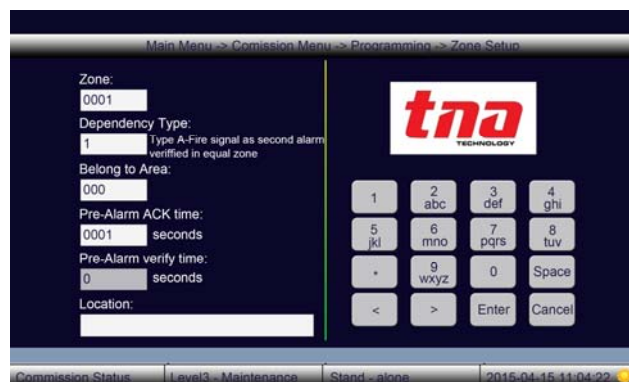 Main Menu -> Comission Menu -> Programming -> Zone Setup
Zone:
0001
Dependency Type:
1
Type A-Fire signal as second alarm
veriffied in equal zone
Belong to Area:
000
Pre-Alarm ACK time:
0001 seconds
Pre-Alarm verify time:
0 seconds
Location:
tna
TECHNOLOGY
1
2 abc
3 def
4 ghi
5 jkl
6 mno
7 pqrs
8 tuv
*
9 wxyz
0
Space
<
>
Enter
Cancel
Commission Status
Level3 - Maintenance
Stand - alone
2015-04-15 11:04:22